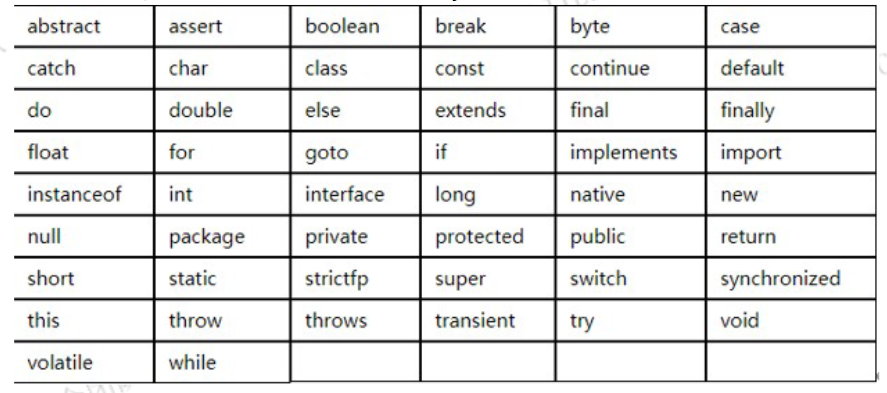 abstract assert boolean break byte case
catch char class const continue default
do double else extends final finally
float for goto if implements import
instanceof int interface long native new
null package private protected public return
short static strictfp super switch synchronized
this throw throws transient try void
volatile while